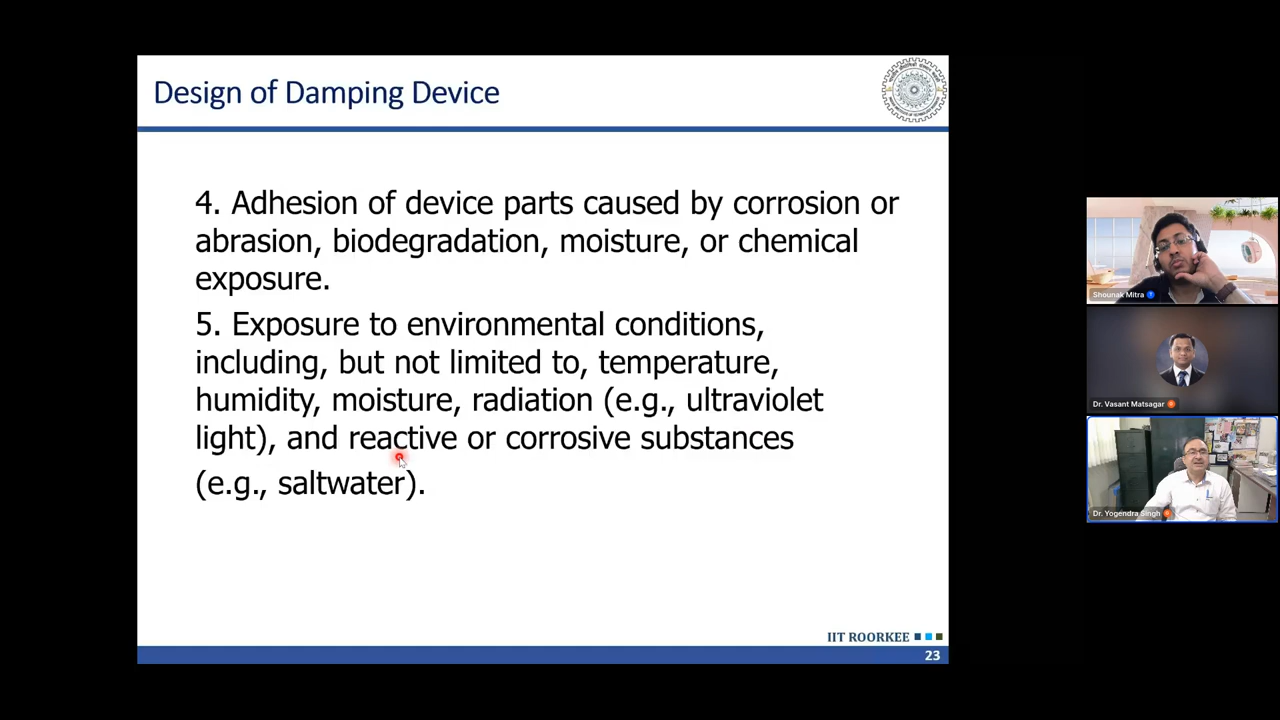 Design of Damping Device
4. Adhesion of device parts caused by corrosion or
abrasion, biodegradation, moisture, or chemical
exposure.
5. Exposure to environmental conditions,
including, but not limited to, temperature,
humidity, moisture, radiation (e.g., ultraviolet
light), and reactive or corrosive substances
(e.g., saltwater).
IIT ROORKEE
23
Shounak Mitra
Dr. Vasant Matsagar
Dr. Yogendra Singh